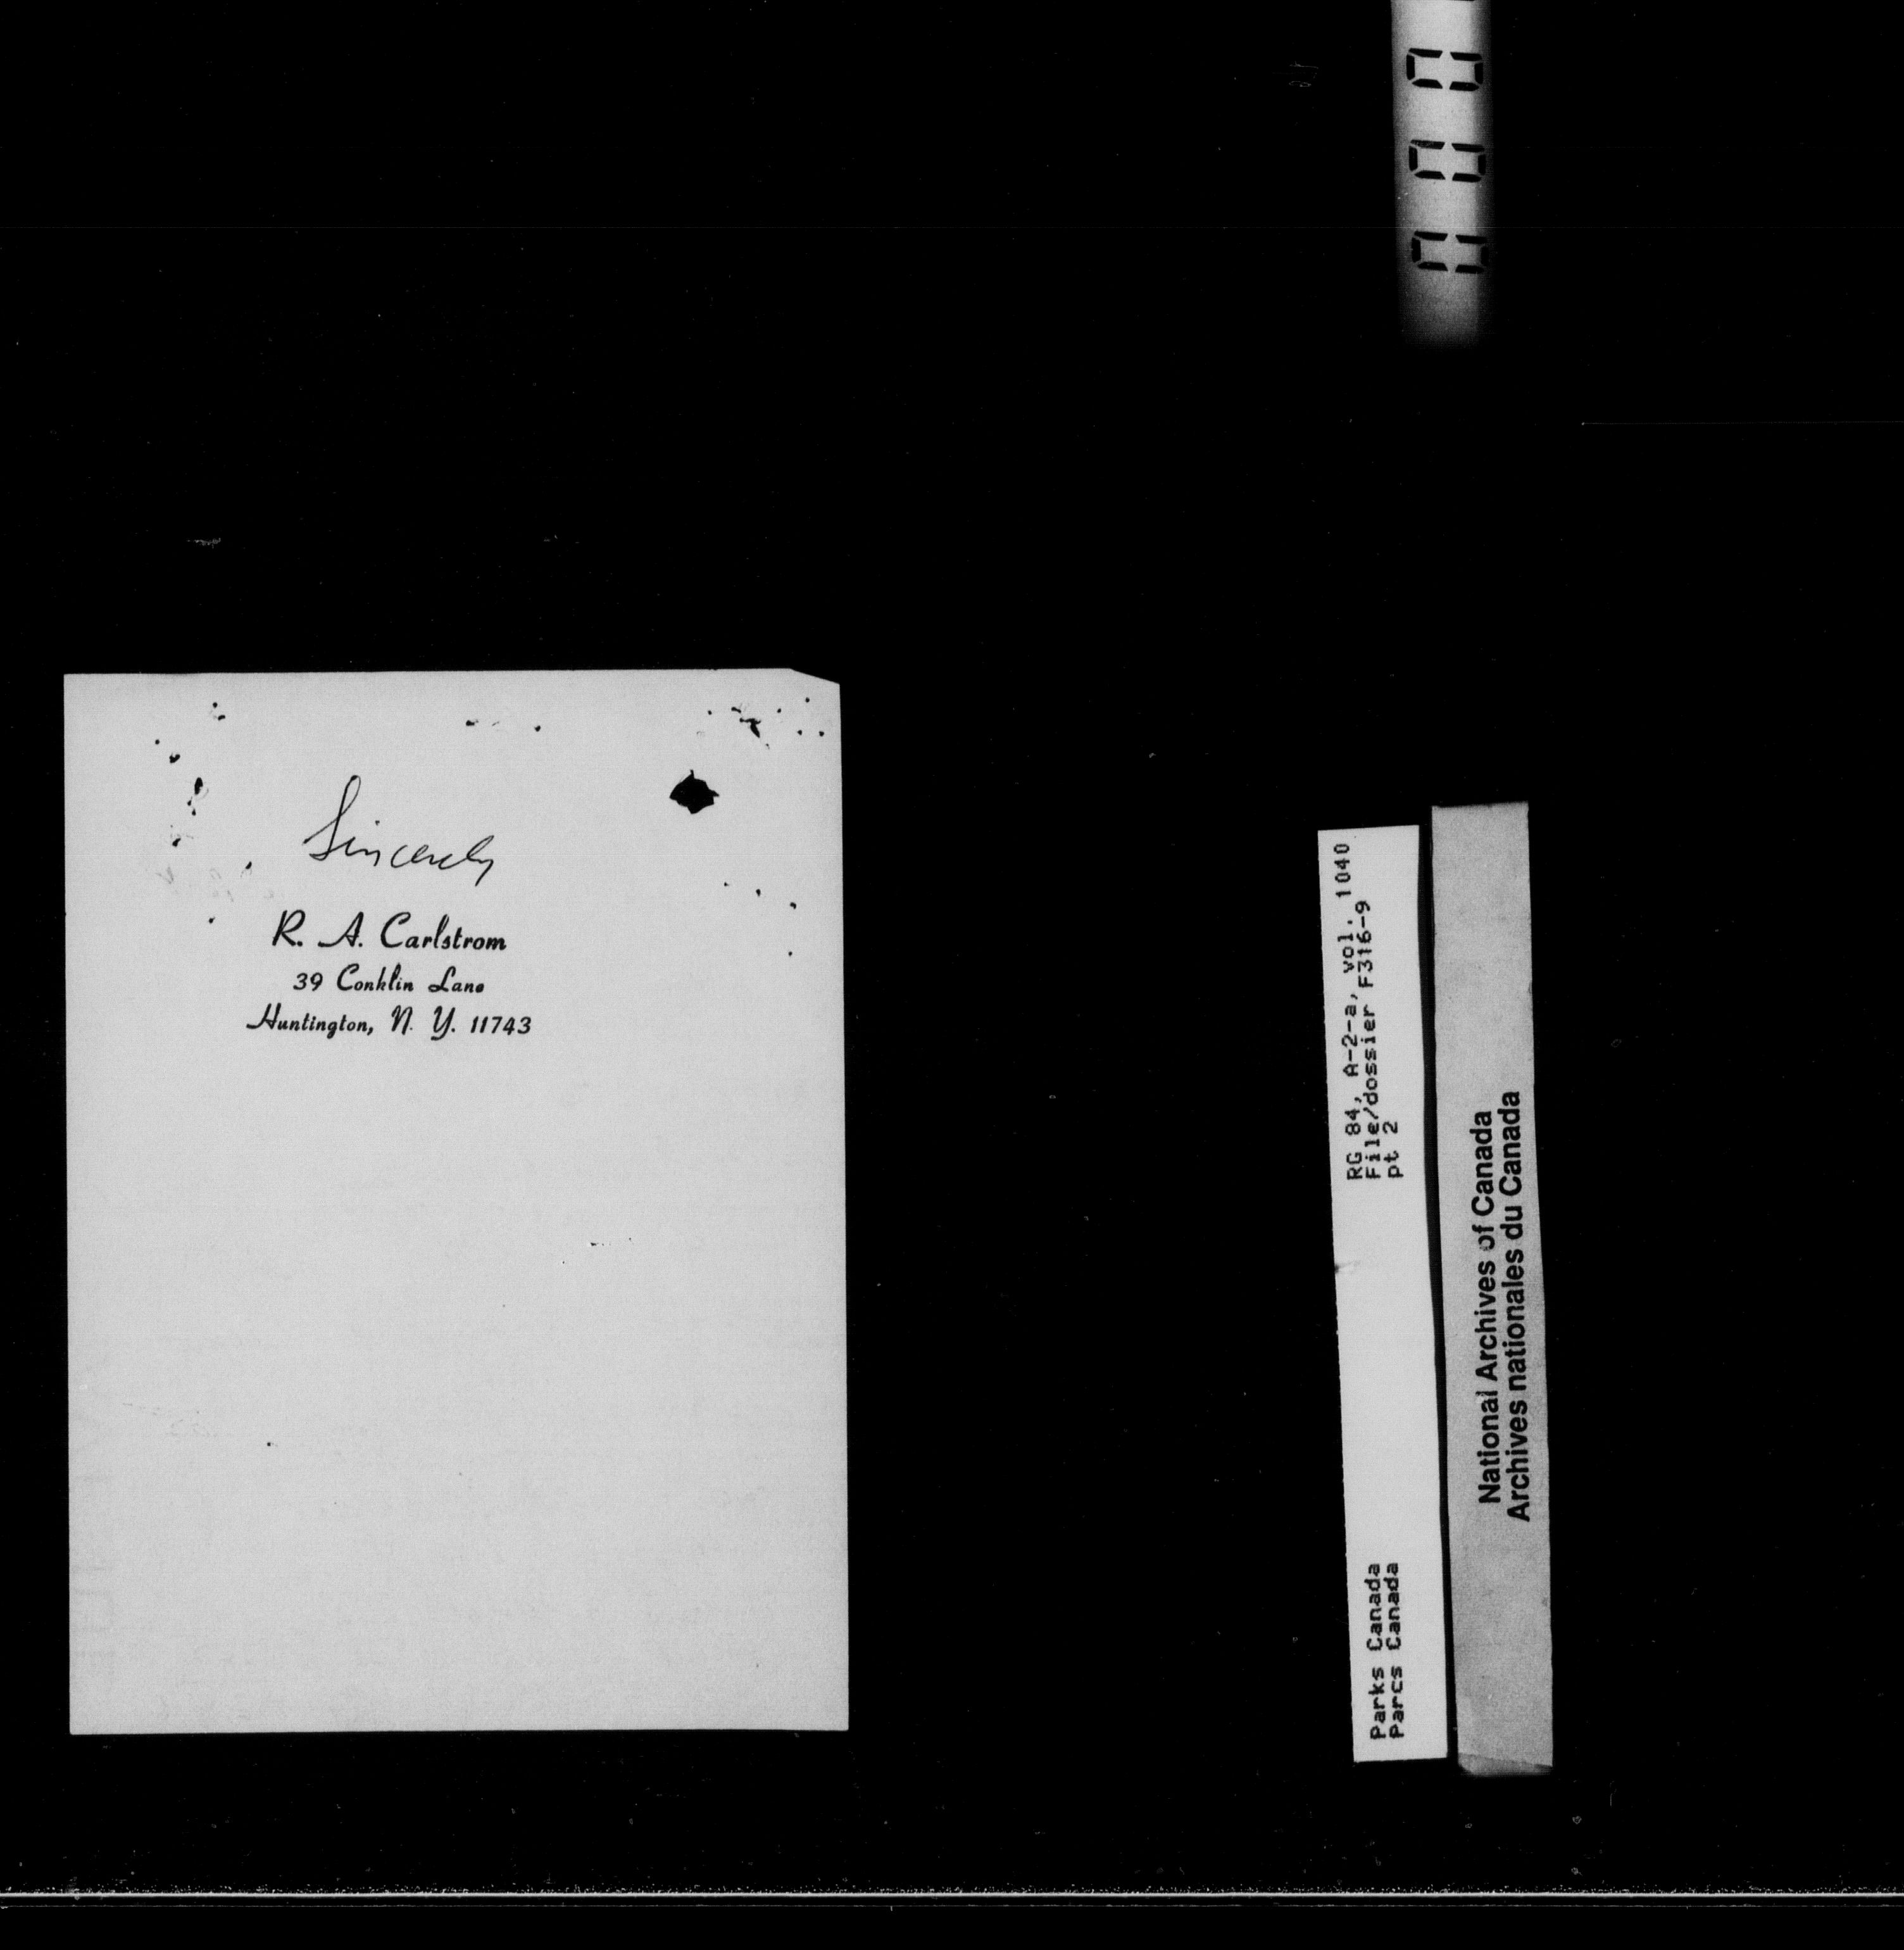 Sincerely
R. A. Carlstrom
39 Conklin Lane
Huntington, N. Y. 11743
000
RG 84, A-2-a, vol. 1040
File/dossier F316-9
pt 2
Parks Canada
Parcs Canada
National Archives of Canada
Archives nationales du Canada